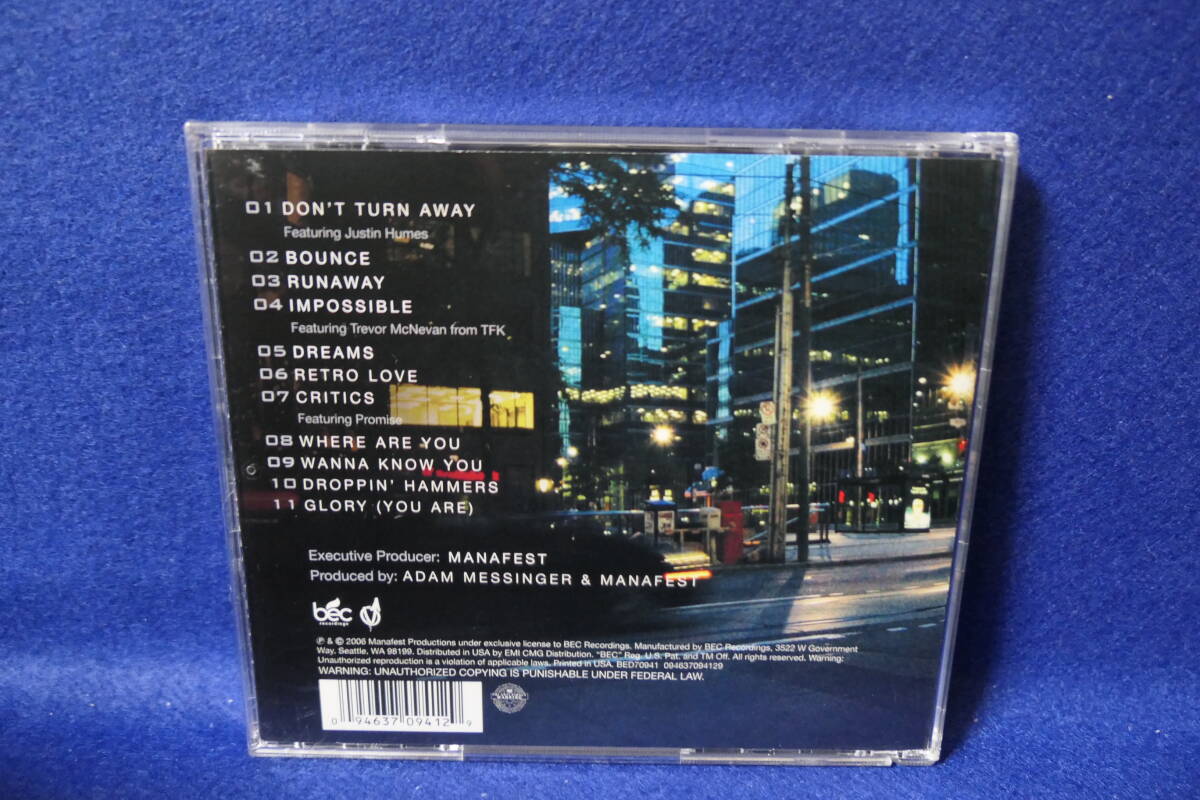 01 DON'T TURN AWAY
Featuring Justin Humes
02 BOUNCE
03 RUNAWAY
04 IMPOSSIBLE
Featuring Trevor McNevan from TFK
05 DREAMS
06 RETRO LOVE
07 CRITICS
Featuring Promise
08 WHERE ARE YOU
09 WANNA KNOW YOU
10 DROPPIN' HAMMERS
11 GLORY (YOU ARE)
Executive Producer: MANAFEST
Produced by: ADAM MESSINGER & MANAFEST
bec
recordings
℗ & © 2006 Manafest Productions under exclusive license to BEC Recordings. Manufactured by BEC Recordings, 3522 W Government
Way. Seattle, WA 98199. Distributed in USA by EMI CMG Distribution. "BEC" Reg. U.S. Pat. and TM Off. All rights reserved. Warning:
Unauthorized reproduction is a violation of applicable laws. Printed in USA. BED70941 094637094129
WARNING: UNAUTHORIZED COPYING IS PUNISHABLE UNDER FEDERAL LAW.
0 94637 09412 9